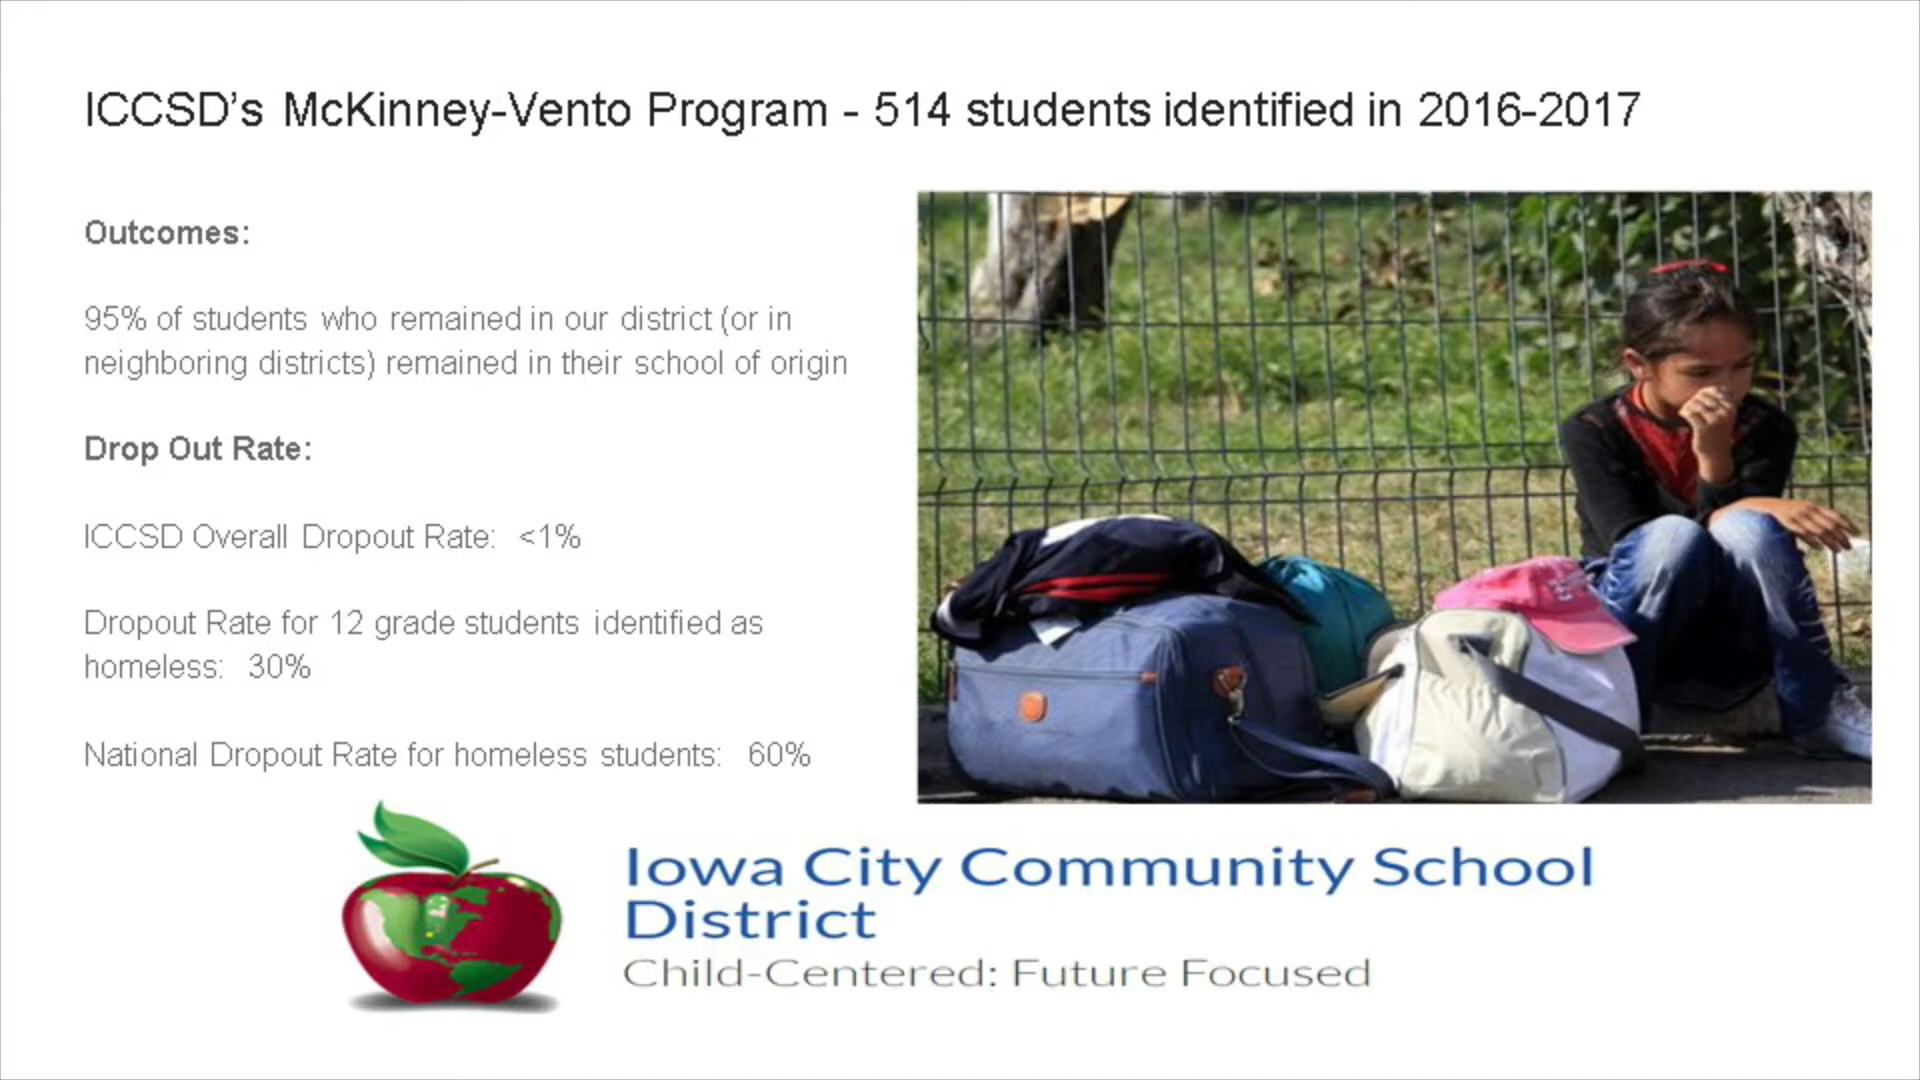 ICCSD's McKinney-Vento Program - 514 students identified in 2016-2017
Outcomes:
95% of students who remained in our district (or in
neighboring districts) remained in their school of origin
Drop Out Rate:
ICCSD Overall Dropout Rate: <1%
Dropout Rate for 12 grade students identified as
homeless: 30%
National Dropout Rate for homeless students: 60%
Iowa City Community School
District
Child-Centered: Future Focused